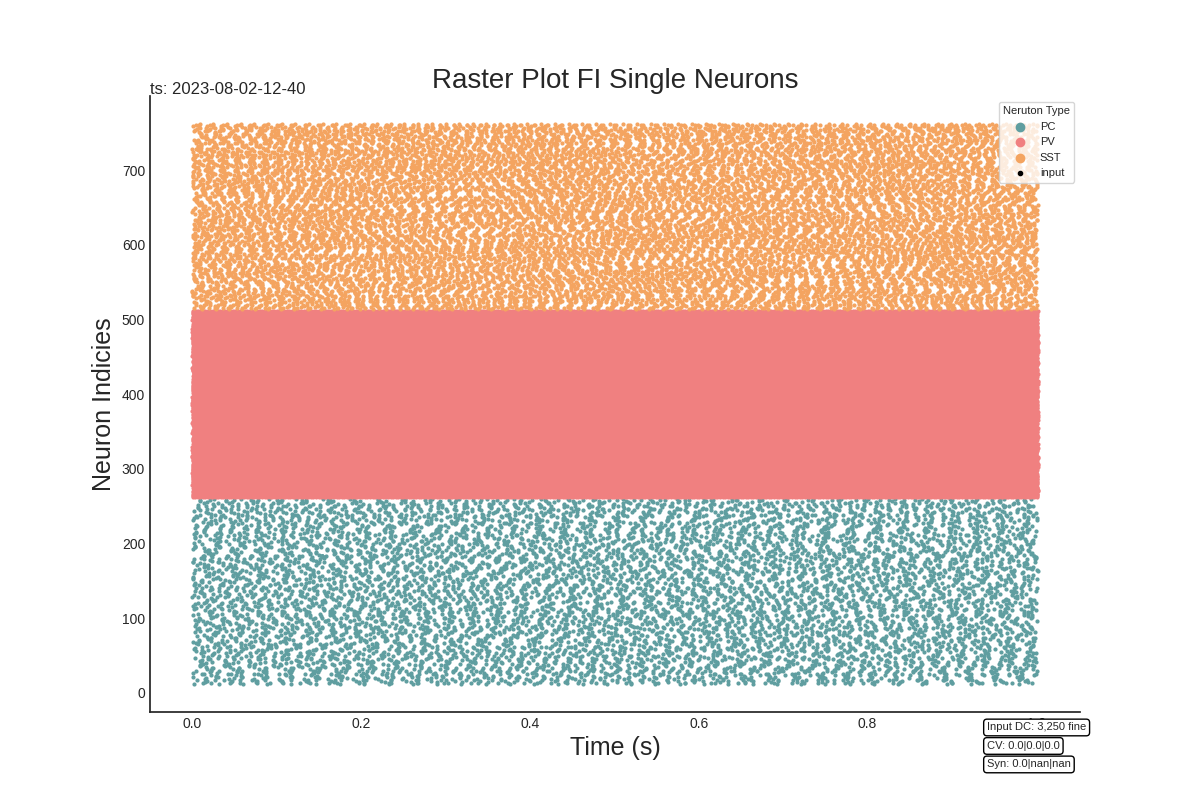 Raster Plot FI Single Neurons
ts: 2023-08-02-12-40
Neruton Type
PC
PV
SST
input
Neuron Indicies
700
600
500
400
300
200
100
0
0.0
0.2
0.4
0.6
0.8
Time (s)
Input DC: 3,250 fine
CV: 0.0|0.0|0.0
Syn: 0.0|nan|nan